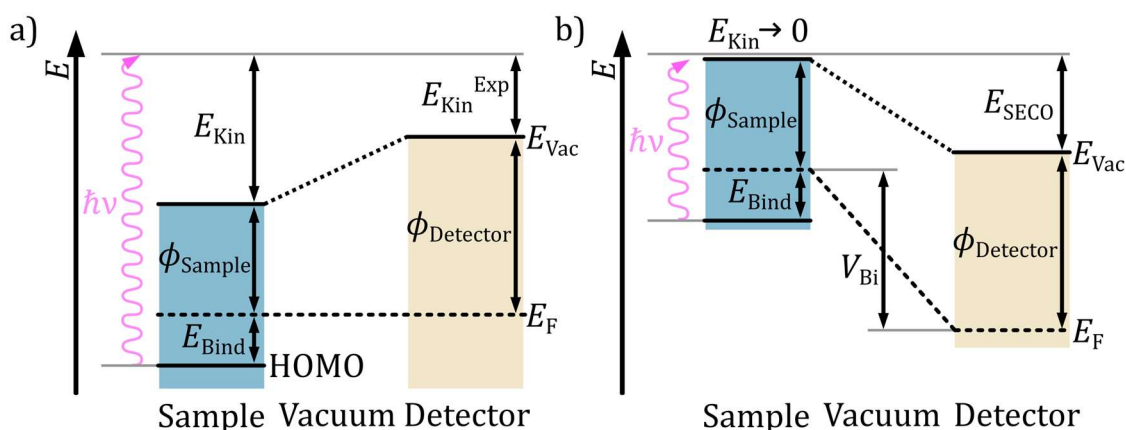 a)
E
ħν
E_Kin
E_Kin^Exp
E_Vac
ϕ_Sample
ϕ_Detector
E_F
E_Bind
HOMO
Sample Vacuum Detector
b)
E_Kin → 0
E
ħν
ϕ_Sample
E_SECO
E_Vac
E_Bind
ϕ_Detector
V_Bi
E_F
Sample Vacuum Detector